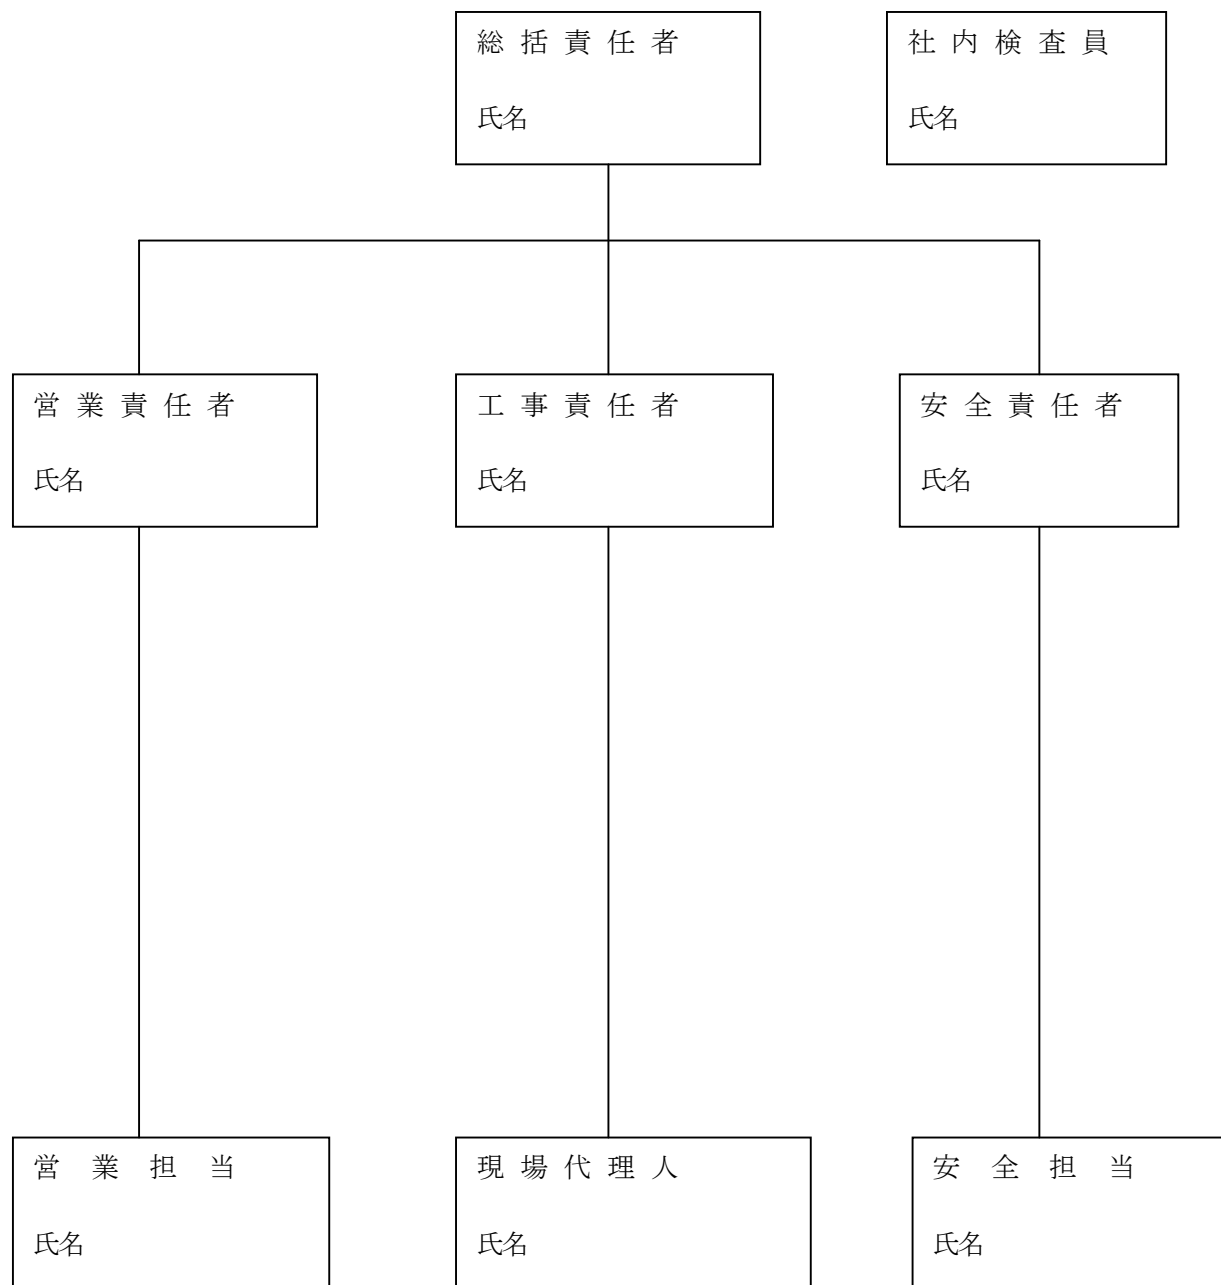 総括責任者
氏名
社内検査員
氏名
営業責任者
氏名
工事責任者
氏名
安全責任者
氏名
営業担当
氏名
現場代理人
氏名
安全担当
氏名